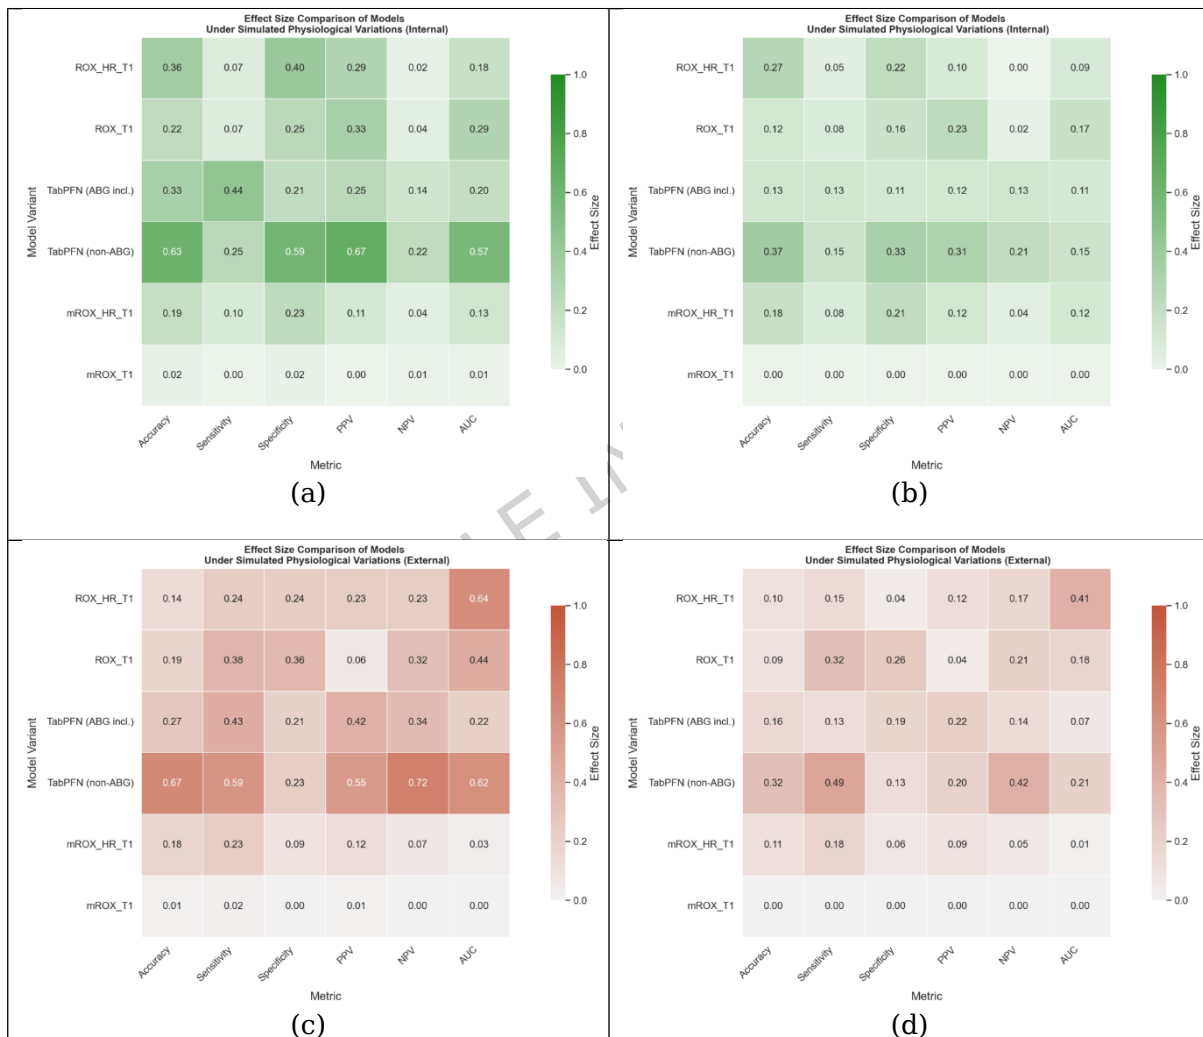 Effect Size Comparison of Models
Under Simulated Physiological Variations (Internal)
Model Variant
ROX_HR_T1 0.36 0.07 0.40 0.29 0.02 0.18
ROX_T1 0.22 0.07 0.25 0.33 0.04 0.29
TabPFN (ABG incl.) 0.33 0.44 0.21 0.25 0.14 0.20
TabPFN (non-ABG) 0.63 0.25 0.59 0.67 0.22 0.57
mROX_HR_T1 0.19 0.10 0.23 0.11 0.04 0.13
mROX_T1 0.02 0.00 0.02 0.00 0.01 0.01
Accuracy Sensitivity Specificity PPV NPV AUC
Metric
1.0
0.8
0.6
0.4
0.2
0.0
Effect Size
(a)
Effect Size Comparison of Models
Under Simulated Physiological Variations (Internal)
Model Variant
ROX_HR_T1 0.27 0.05 0.22 0.10 0.00 0.09
ROX_T1 0.12 0.08 0.16 0.23 0.02 0.17
TabPFN (ABG incl.) 0.13 0.13 0.11 0.12 0.13 0.11
TabPFN (non-ABG) 0.37 0.15 0.33 0.31 0.21 0.15
mROX_HR_T1 0.18 0.08 0.21 0.12 0.04 0.12
mROX_T1 0.00 0.00 0.00 0.00 0.00 0.00
Accuracy Sensitivity Specificity PPV NPV AUC
Metric
1.0
0.8
0.6
0.4
0.2
0.0
Effect Size
(b)
Effect Size Comparison of Models
Under Simulated Physiological Variations (External)
Model Variant
ROX_HR_T1 0.14 0.24 0.24 0.23 0.23 0.64
ROX_T1 0.19 0.38 0.36 0.06 0.32 0.44
TabPFN (ABG incl.) 0.27 0.43 0.21 0.42 0.34 0.22
TabPFN (non-ABG) 0.67 0.59 0.23 0.55 0.72 0.62
mROX_HR_T1 0.18 0.23 0.09 0.12 0.07 0.03
mROX_T1 0.01 0.02 0.00 0.01 0.00 0.00
Accuracy Sensitivity Specificity PPV NPV AUC
Metric
1.0
0.8
0.6
0.4
0.2
0.0
Effect Size
(c)
Effect Size Comparison of Models
Under Simulated Physiological Variations (External)
Model Variant
ROX_HR_T1 0.10 0.15 0.04 0.12 0.17 0.41
ROX_T1 0.09 0.32 0.26 0.04 0.21 0.18
TabPFN (ABG incl.) 0.16 0.13 0.19 0.22 0.14 0.07
TabPFN (non-ABG) 0.32 0.49 0.13 0.20 0.42 0.21
mROX_HR_T1 0.11 0.18 0.06 0.09 0.05 0.01
mROX_T1 0.00 0.00 0.00 0.00 0.00 0.00
Accuracy Sensitivity Specificity PPV NPV AUC
Metric
1.0
0.8
0.6
0.4
0.2
0.0
Effect Size
(d)